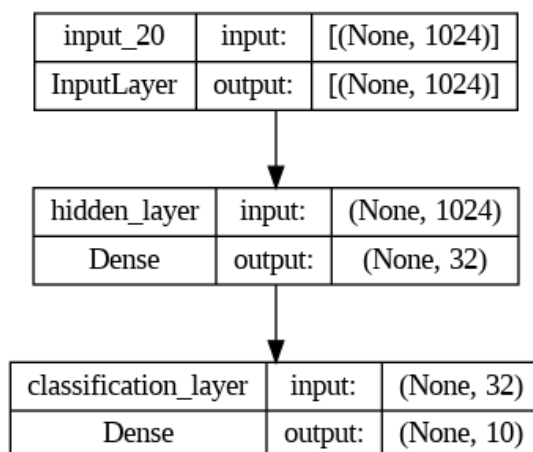 input_20 input: [(None, 1024)]
InputLayer output: [(None, 1024)]
hidden_layer input: (None, 1024)
Dense output: (None, 32)
classification_layer input: (None, 32)
Dense output: (None, 10)